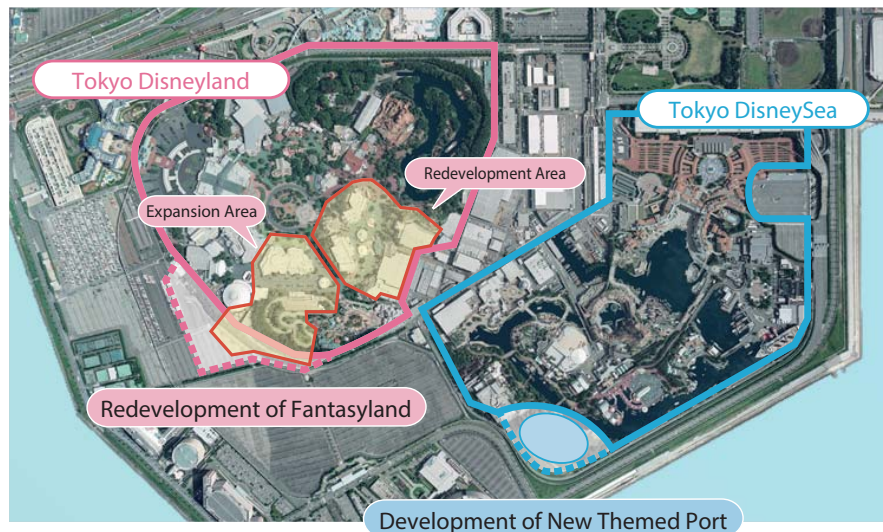 Tokyo Disneyland
Tokyo DisneySea
Redevelopment Area
Expansion Area
Redevelopment of Fantasyland
Development of New Themed Port